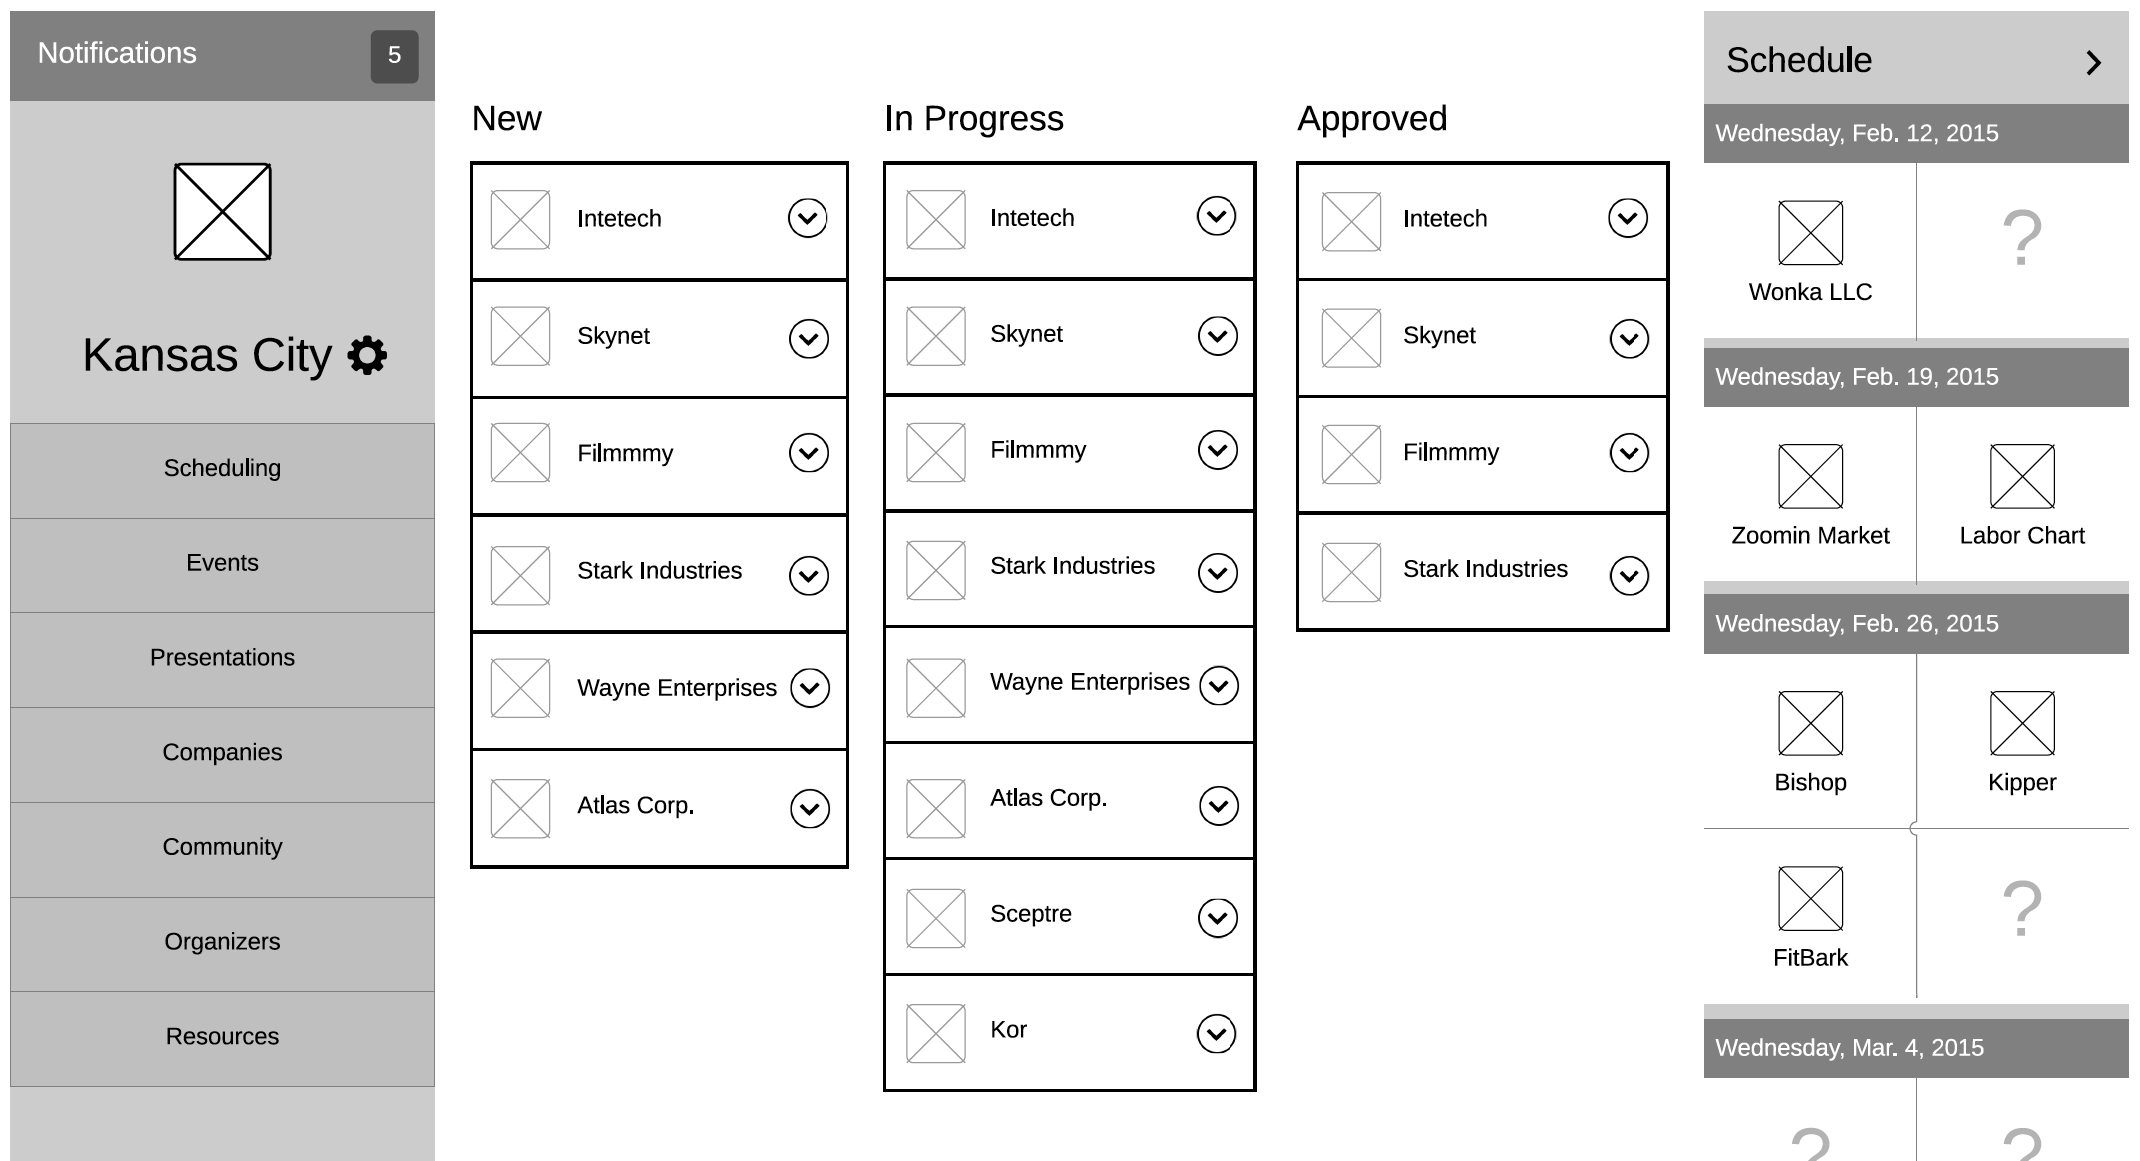 Notifications
5
Kansas City
Scheduling
Events
Presentations
Companies
Community
Organizers
Resources
New
Intetech
Skynet
Filmmmy
Stark Industries
Wayne Enterprises
Atlas Corp.
In Progress
Intetech
Skynet
Filmmmy
Stark Industries
Wayne Enterprises
Atlas Corp.
Sceptre
Kor
Approved
Intetech
Skynet
Filmmmy
Stark Industries
Schedule
Wednesday, Feb. 12, 2015
?
Wonka LLC
Wednesday, Feb. 19, 2015
Zoomin Market
Labor Chart
Wednesday, Feb. 26, 2015
Bishop
Kipper
?
FitBark
Wednesday, Mar. 4, 2015
? ?